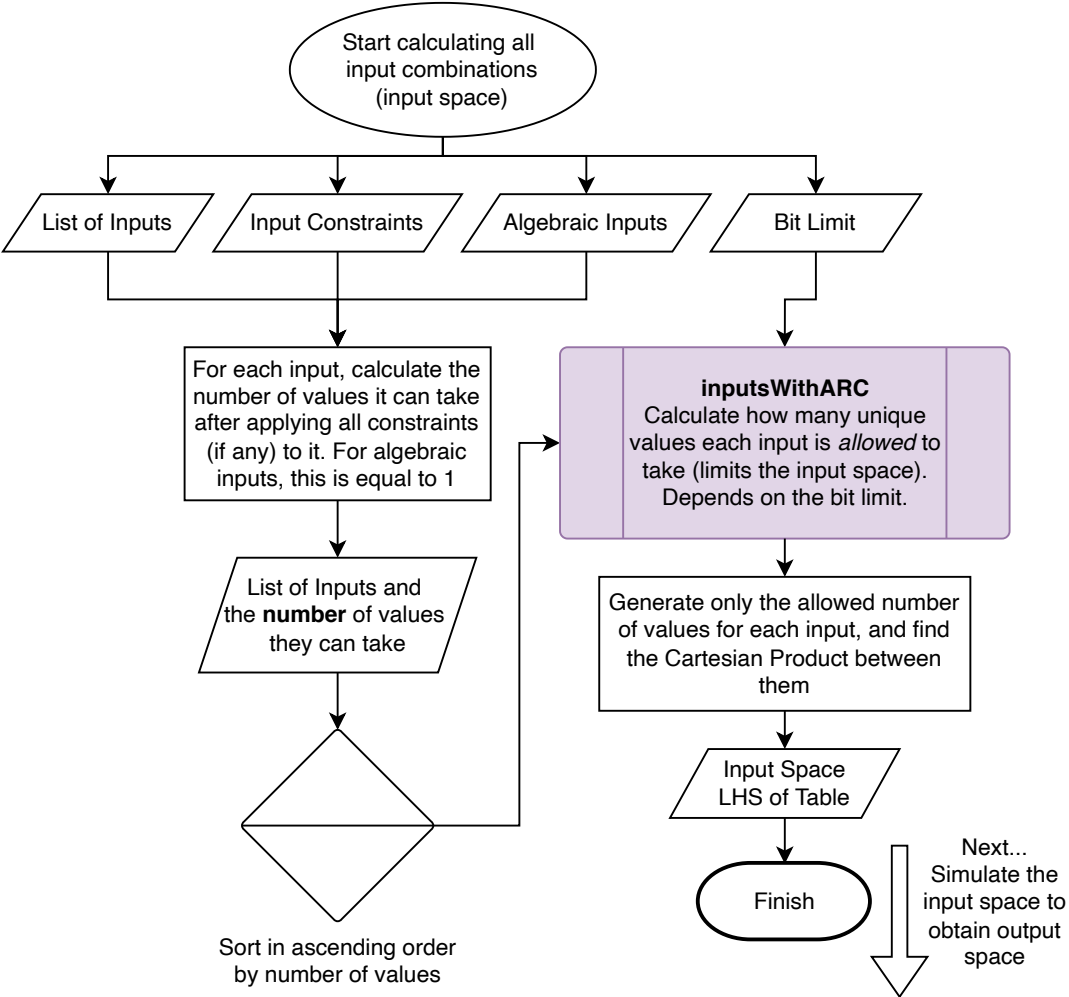 Start calculating all
input combinations
(input space)
List of Inputs
Input Constraints
Algebraic Inputs
Bit Limit
For each input, calculate the
number of values it can take
after applying all constraints
(if any) to it. For algebraic
inputs, this is equal to 1
inputsWithARC
Calculate how many unique
values each input is allowed to
take (limits the input space).
Depends on the bit limit.
List of Inputs and
the number of values
they can take
Generate only the allowed number
of values for each input, and find
the Cartesian Product between
them
Input Space
LHS of Table
Finish
Next...
Simulate the
input space to
obtain output
space
Sort in ascending order
by number of values